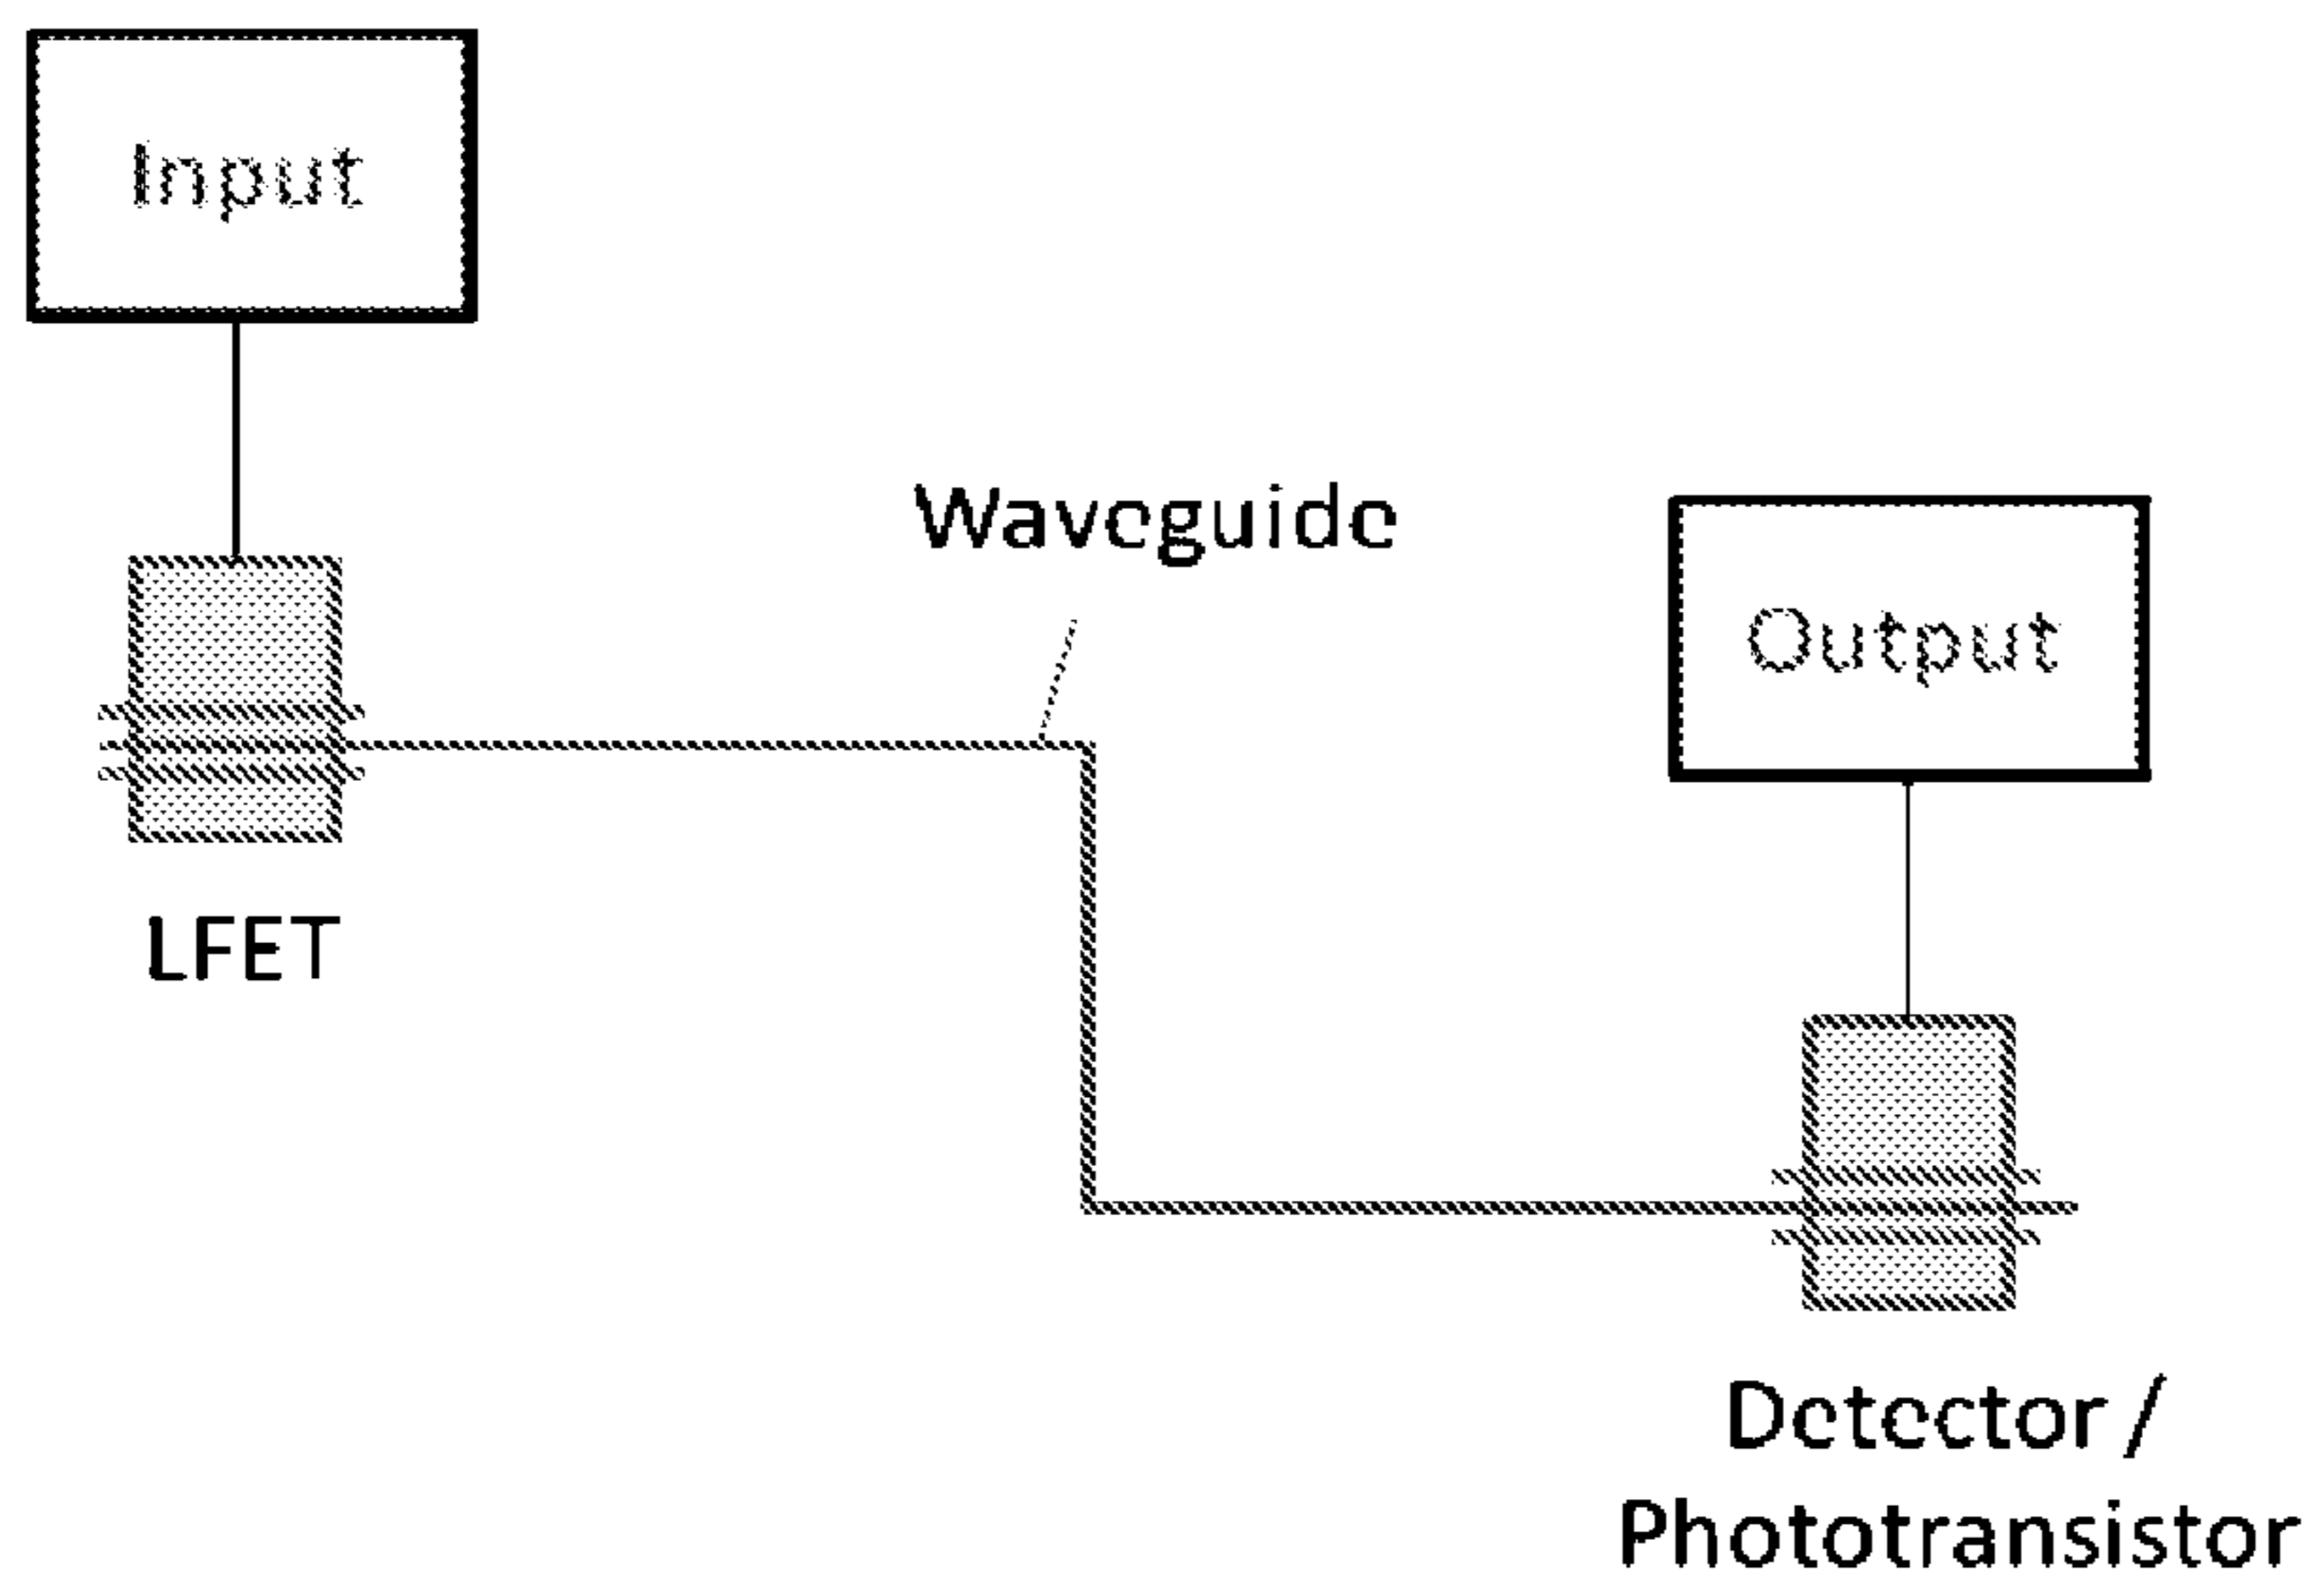 Input
Waveguide
Output
LFET
Detector /
Phototransistor